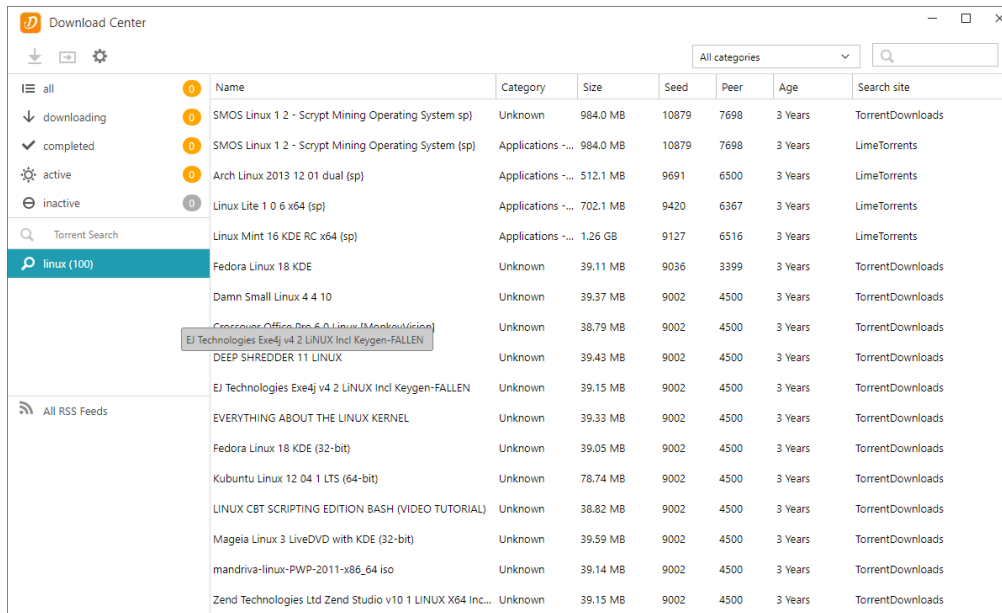 Download Center
All categories
all 0
downloading 0
completed 0
active 0
inactive 0
Torrent Search
linux (100)
All RSS Feeds
Name Category Size Seed Peer Age Search site
SMOS Linux 1 2 - Scrypt Mining Operating System sp} Unknown 984.0 MB 10879 7698 3 Years TorrentDownloads
SMOS Linux 1 2 - Scrypt Mining Operating System {sp} Applications -... 984.0 MB 10879 7698 3 Years LimeTorrents
Arch Linux 2013 12 01 dual {sp} Applications -... 512.1 MB 9691 6500 3 Years LimeTorrents
Linux Lite 1 0 6 x64 {sp} Applications -... 702.1 MB 9420 6367 3 Years LimeTorrents
Linux Mint 16 KDE RC x64 {sp} Applications -... 1.26 GB 9127 6516 3 Years LimeTorrents
Fedora Linux 18 KDE Unknown 39.11 MB 9036 3399 3 Years TorrentDownloads
Damn Small Linux 4 4 10 Unknown 39.37 MB 9002 4500 3 Years TorrentDownloads
Crossover Office Pro 6 0 Linux [MonkeyVision] Unknown 38.79 MB 9002 4500 3 Years TorrentDownloads
EJ Technologies Exe4j v4 2 LiNUX Incl Keygen-FALLEN
DEEP SHREDDER 11 LINUX Unknown 39.43 MB 9002 4500 3 Years TorrentDownloads
EJ Technologies Exe4j v4 2 LiNUX Incl Keygen-FALLEN Unknown 39.15 MB 9002 4500 3 Years TorrentDownloads
EVERYTHING ABOUT THE LINUX KERNEL Unknown 39.33 MB 9002 4500 3 Years TorrentDownloads
Fedora Linux 18 KDE (32-bit) Unknown 39.05 MB 9002 4500 3 Years TorrentDownloads
Kubuntu Linux 12 04 1 LTS (64-bit) Unknown 78.74 MB 9002 4500 3 Years TorrentDownloads
LINUX CBT SCRIPTING EDITION BASH (VIDEO TUTORIAL) Unknown 38.82 MB 9002 4500 3 Years TorrentDownloads
Mageia Linux 3 LiveDVD with KDE (32-bit) Unknown 39.59 MB 9002 4500 3 Years TorrentDownloads
mandriva-linux-PWP-2011-x86_64 iso Unknown 39.14 MB 9002 4500 3 Years TorrentDownloads
Zend Technologies Ltd Zend Studio v10 1 LINUX X64 Inc... Unknown 39.15 MB 9002 4500 3 Years TorrentDownloads